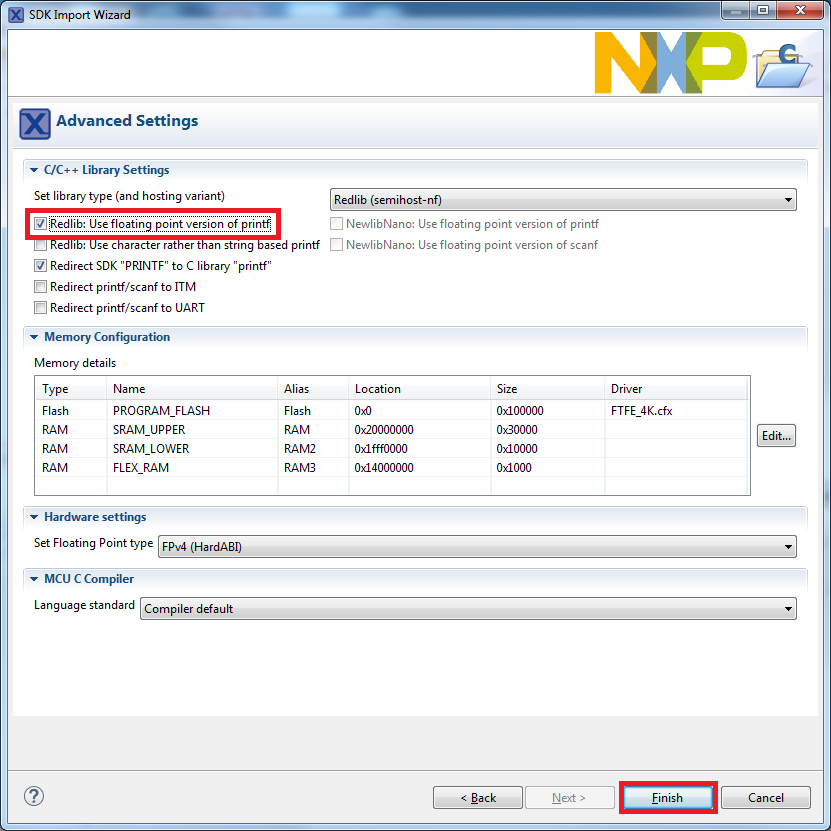 SDK Import Wizard
NXP
C
X Advanced Settings
C/C++ Library Settings
Set library type (and hosting variant) Redlib (semihost-nf)
Redlib: Use floating point version of printf NewlibNano: Use floating point version of printf
Redlib: Use character rather than string based printf NewlibNano: Use floating point version of scanf
Redirect SDK "PRINTF" to C library "printf"
Redirect printf/scanf to ITM
Redirect printf/scanf to UART
Memory Configuration
Memory details
Type Name Alias Location Size Driver
Flash PROGRAM_FLASH Flash 0x0 0x100000 FTFE_4K.cfx
RAM SRAM_UPPER RAM 0x20000000 0x30000
RAM SRAM_LOWER RAM2 0x1fff0000 0x10000
RAM FLEX_RAM RAM3 0x14000000 0x1000
Edit...
Hardware settings
Set Floating Point type FPv4 (HardABI)
MCU C Compiler
Language standard Compiler default
? < Back Next > Finish Cancel